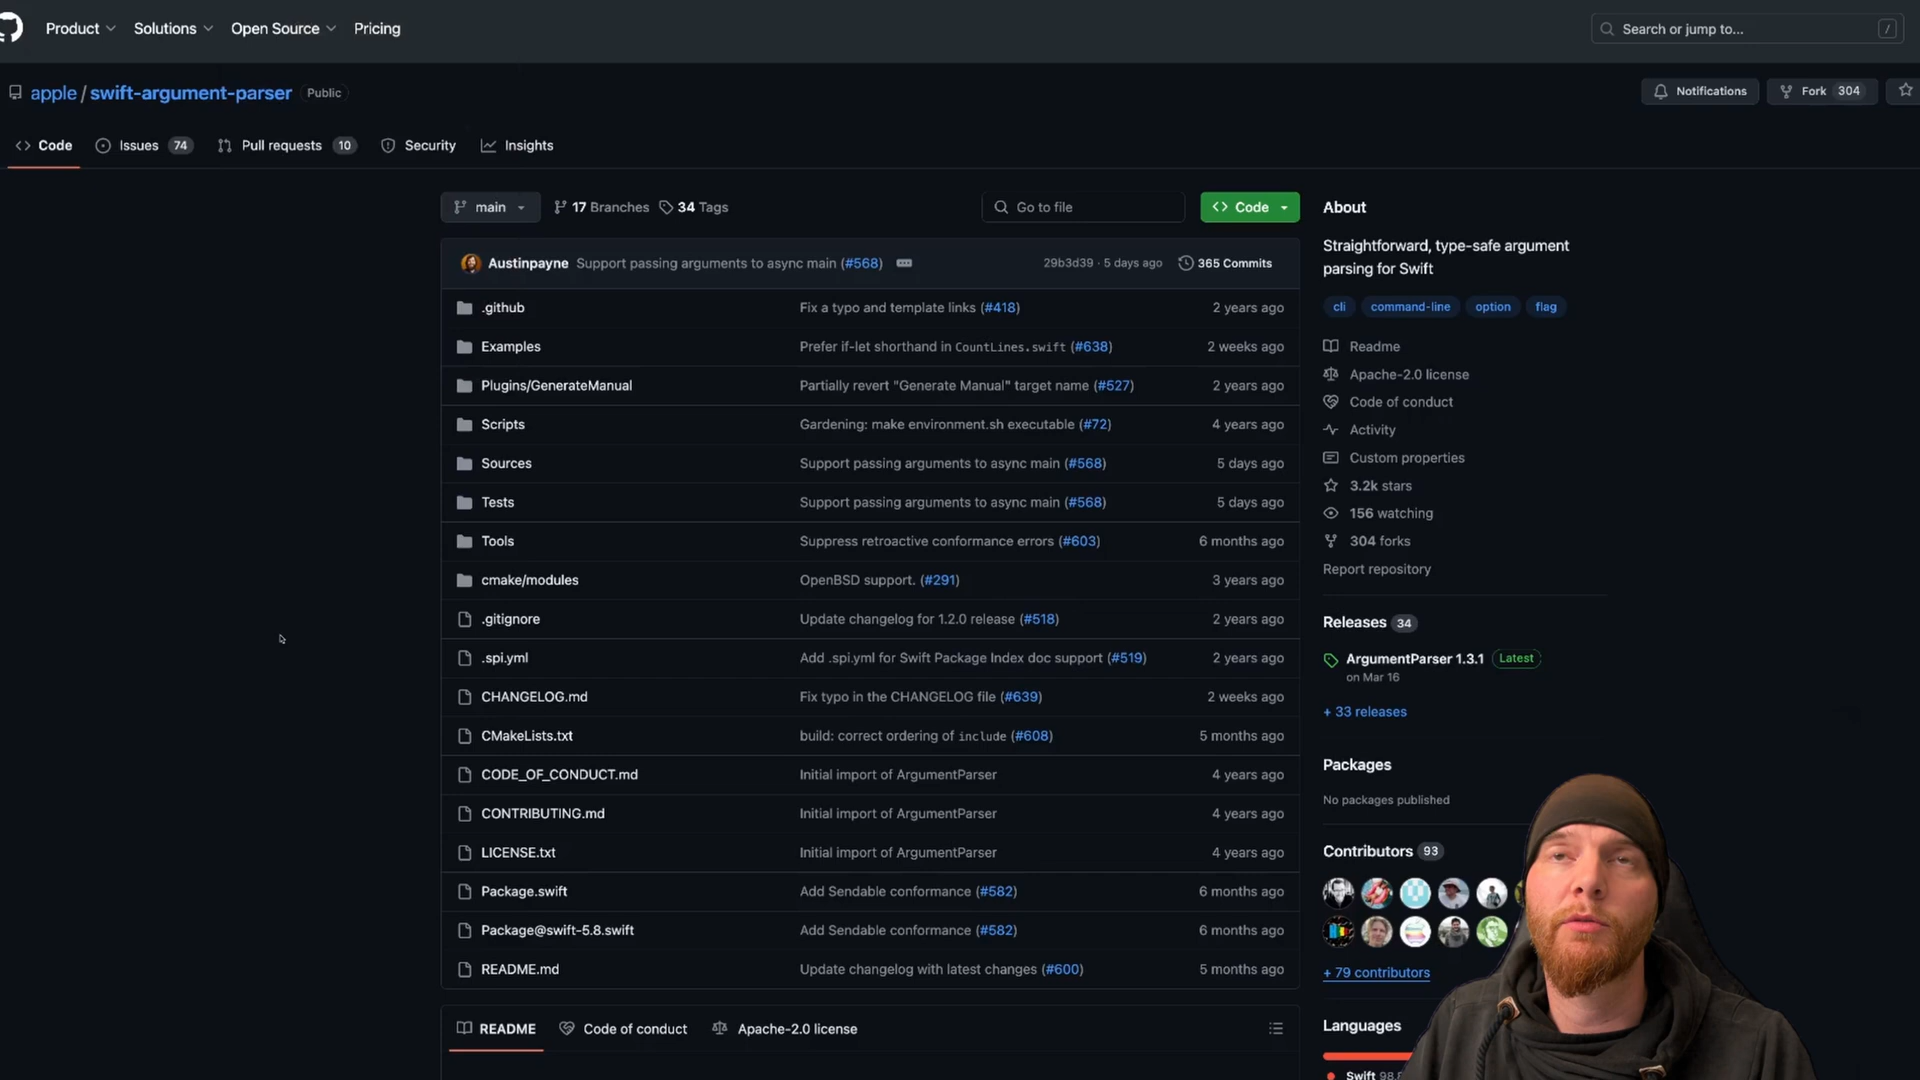 Product Solutions Open Source Pricing
Search or jump to... /
apple / swift-argument-parser Public
Notifications Fork 304
Code Issues 74 Pull requests 10 Security Insights
main 17 Branches 34 Tags Go to file Code
Austinpayne Support passing arguments to async main (#568) 29b3d39 · 5 days ago 365 Commits
.github Fix a typo and template links (#418) 2 years ago
Examples Prefer if-let shorthand in CountLines.swift (#638) 2 weeks ago
Plugins/GenerateManual Partially revert "Generate Manual" target name (#527) 2 years ago
Scripts Gardening: make environment.sh executable (#72) 4 years ago
Sources Support passing arguments to async main (#568) 5 days ago
Tests Support passing arguments to async main (#568) 5 days ago
Tools Suppress retroactive conformance errors (#603) 6 months ago
cmake/modules OpenBSD support. (#291) 3 years ago
.gitignore Update changelog for 1.2.0 release (#518) 2 years ago
.spi.yml Add .spi.yml for Swift Package Index doc support (#519) 2 years ago
CHANGELOG.md Fix typo in the CHANGELOG file (#639) 2 weeks ago
CMakeLists.txt build: correct ordering of include (#608) 5 months ago
CODE_OF_CONDUCT.md Initial import of ArgumentParser 4 years ago
CONTRIBUTING.md Initial import of ArgumentParser 4 years ago
LICENSE.txt Initial import of ArgumentParser 4 years ago
Package.swift Add Sendable conformance (#582) 6 months ago
Package@swift-5.8.swift Add Sendable conformance (#582) 6 months ago
README.md Update changelog with latest changes (#600) 5 months ago
README Code of conduct Apache-2.0 license
About
Straightforward, type-safe argument
parsing for Swift
cli command-line option flag
Readme
Apache-2.0 license
Code of conduct
Activity
Custom properties
3.2k stars
156 watching
304 forks
Report repository
Releases 34
ArgumentParser 1.3.1 Latest
on Mar 16
+ 33 releases
Packages
No packages published
Contributors 93
+ 79 contributors
Languages
Swift